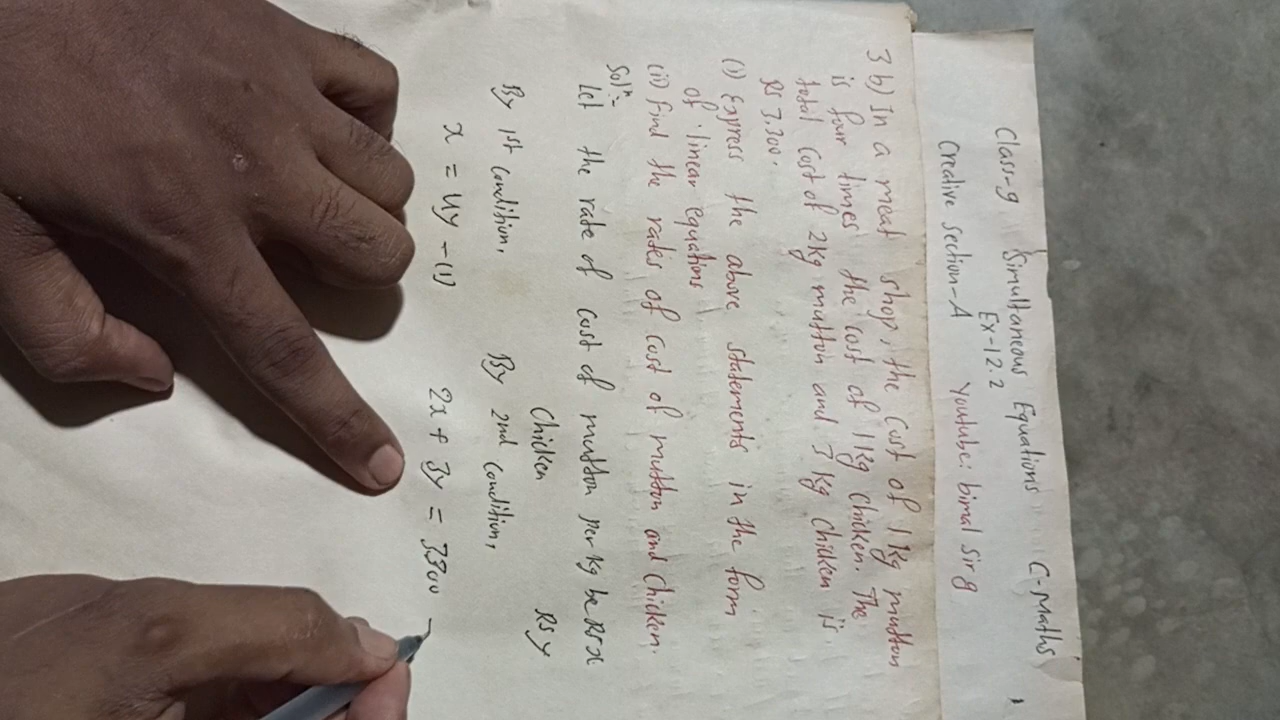 Class-9 Simultaneous Equations C-Maths
Ex-12.2
Creative section-A Youtube: bimal sir g
3 b) In a meat shop, the cost of 1 kg mutton
is four times the cost of 1 kg chicken. The
total cost of 2kg mutton and 3 kg chicken is
RS 3,300.
(i) Express the above statements in the form
of linear equations
(ii) find the rates of cost of mutton and chicken.
Solⁿ:-
Let the rate of cost of mutton per kg be RS x
Chicken RS y
By 1st condition, By 2nd condition,
x = 4y -(1) 2x + 3y = 3300 -